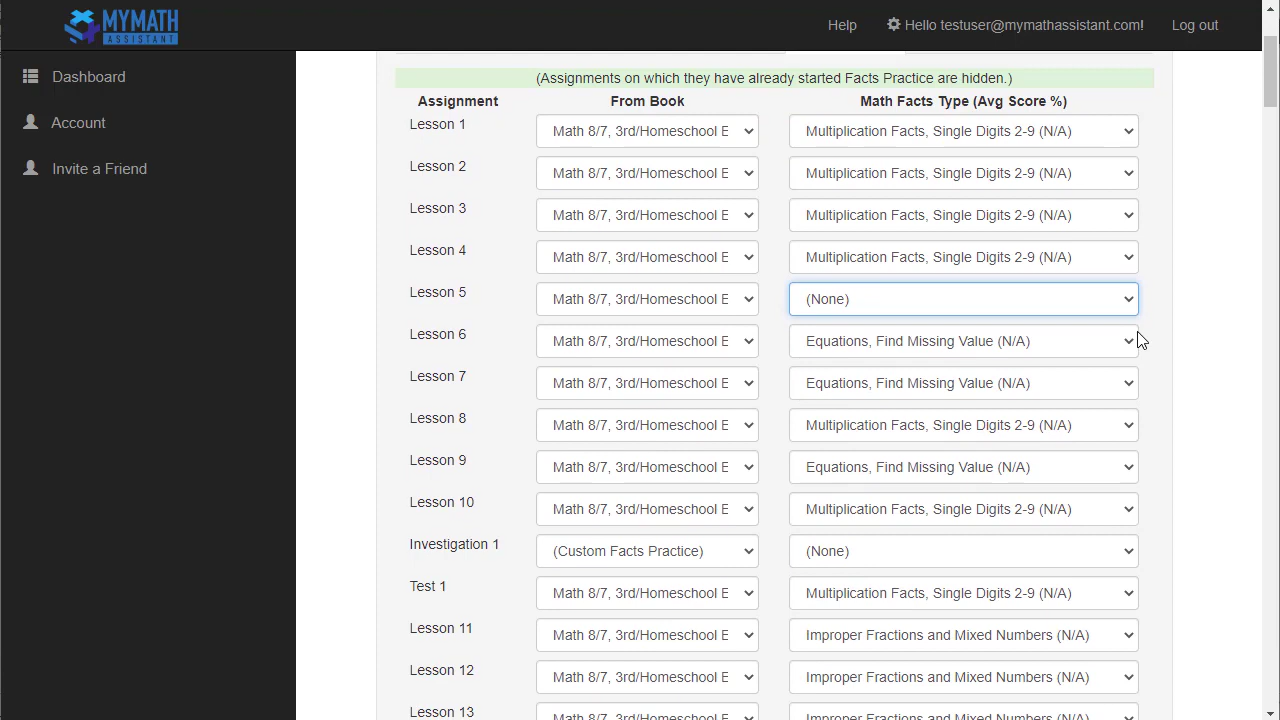 MYMATH
ASSISTANT
Help
Hello testuser@mymathassistant.com!
Log out
Dashboard
Account
Invite a Friend
(Assignments on which they have already started Facts Practice are hidden.)
Assignment From Book Math Facts Type (Avg Score %)
Lesson 1 Math 8/7, 3rd/Homeschool E Multiplication Facts, Single Digits 2-9 (N/A)
Lesson 2 Math 8/7, 3rd/Homeschool E Multiplication Facts, Single Digits 2-9 (N/A)
Lesson 3 Math 8/7, 3rd/Homeschool E Multiplication Facts, Single Digits 2-9 (N/A)
Lesson 4 Math 8/7, 3rd/Homeschool E Multiplication Facts, Single Digits 2-9 (N/A)
Lesson 5 Math 8/7, 3rd/Homeschool E (None)
Lesson 6 Math 8/7, 3rd/Homeschool E Equations, Find Missing Value (N/A)
Lesson 7 Math 8/7, 3rd/Homeschool E Equations, Find Missing Value (N/A)
Lesson 8 Math 8/7, 3rd/Homeschool E Multiplication Facts, Single Digits 2-9 (N/A)
Lesson 9 Math 8/7, 3rd/Homeschool E Equations, Find Missing Value (N/A)
Lesson 10 Math 8/7, 3rd/Homeschool E Multiplication Facts, Single Digits 2-9 (N/A)
Investigation 1 (Custom Facts Practice) (None)
Test 1 Math 8/7, 3rd/Homeschool E Multiplication Facts, Single Digits 2-9 (N/A)
Lesson 11 Math 8/7, 3rd/Homeschool E Improper Fractions and Mixed Numbers (N/A)
Lesson 12 Math 8/7, 3rd/Homeschool E Improper Fractions and Mixed Numbers (N/A)
Lesson 13 Math 8/7, 3rd/Homeschool E Improper Fractions and Mixed Numbers (N/A)